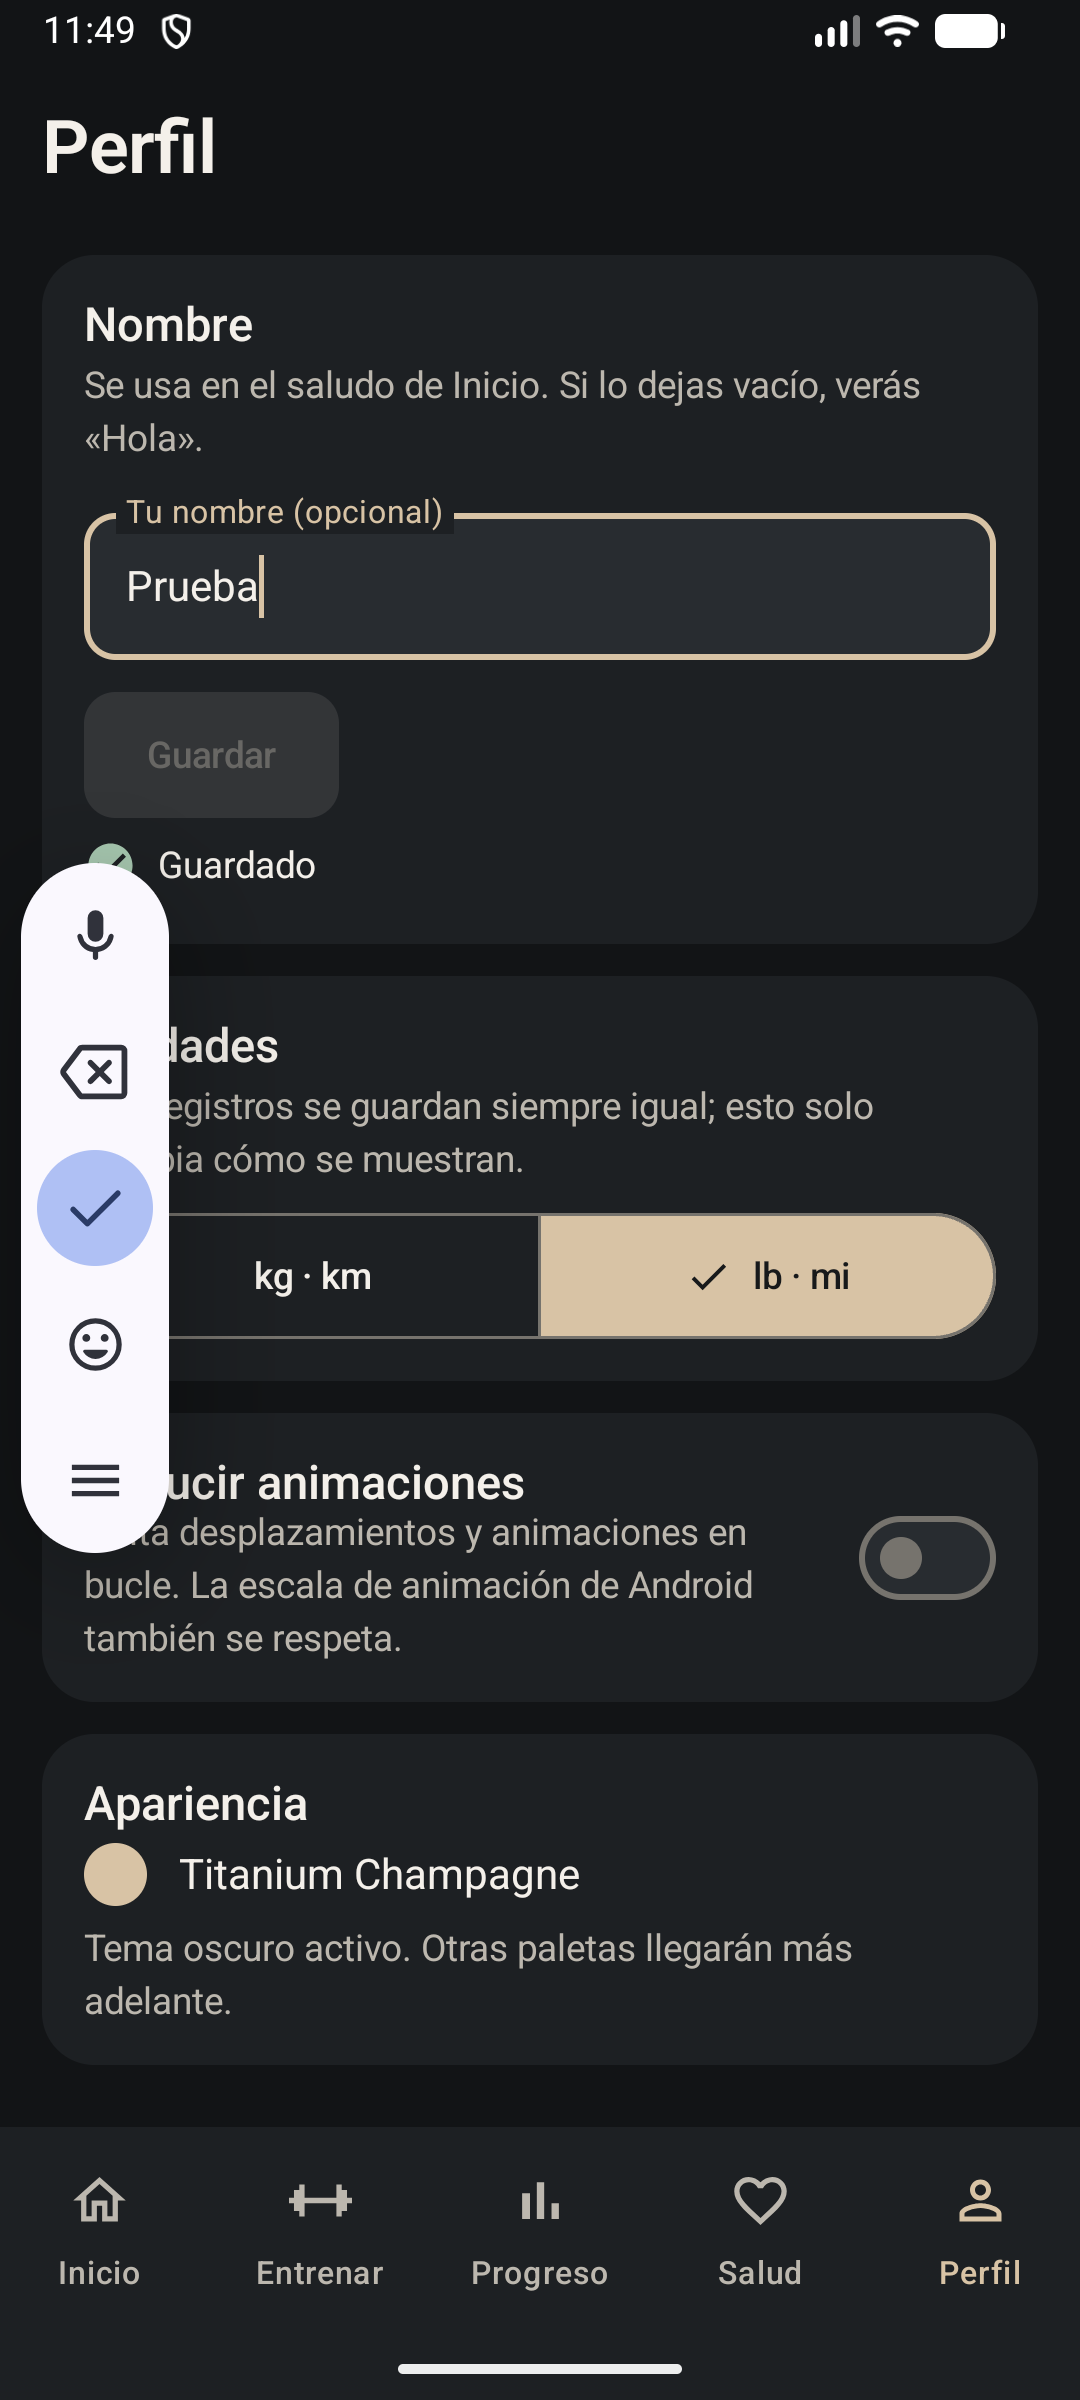 11:49
Perfil
Nombre
Se usa en el saludo de Inicio. Si lo dejas vacío, verás
«Hola».
Tu nombre (opcional)
Prueba
Guardar
Guardado
dades
egistros se guardan siempre igual; esto solo
cómo se muestran.
kg · km
lb · mi
ucir animaciones
desplazamientos y animaciones en
bucle. La escala de animación de Android
también se respeta.
Apariencia
Titanium Champagne
Tema oscuro activo. Otras paletas llegarán más
adelante.
Inicio
Entrenar
Progreso
Salud
Perfil